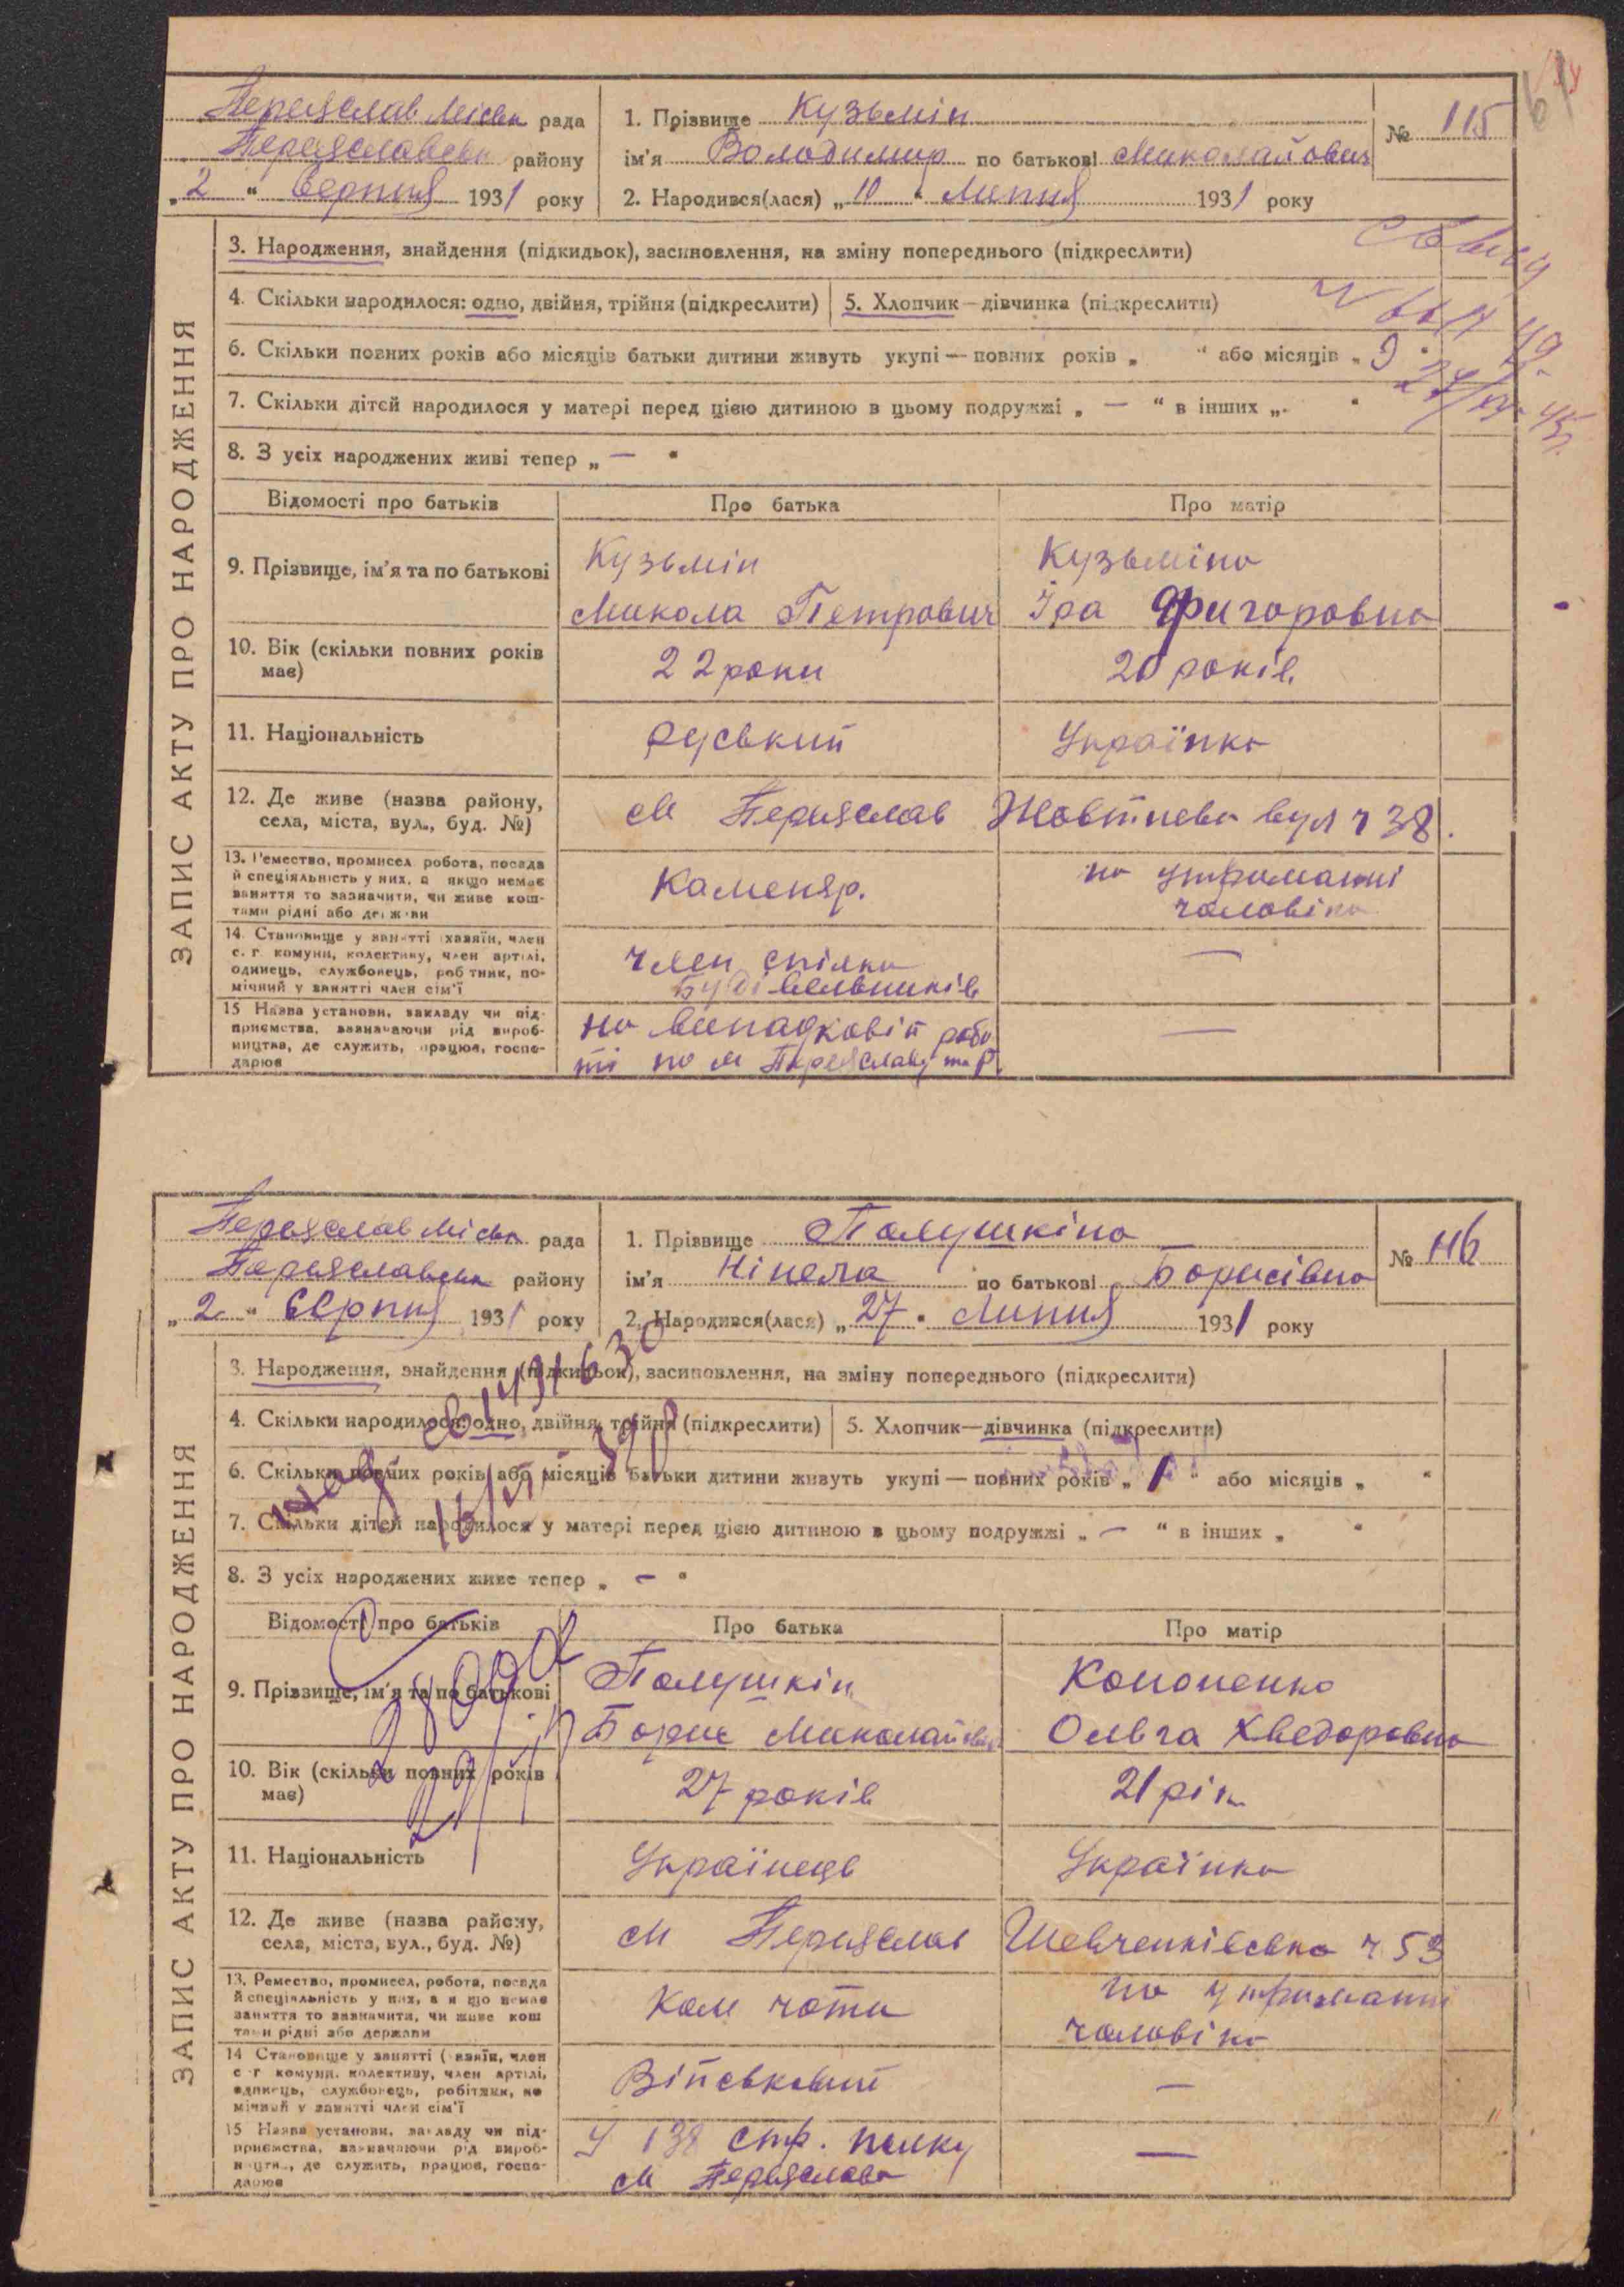 Переяслав Міська рада
Переяславськ району
„2“ Серпня 1931 року
1. Прізвище Кузьмін
ім'я Володимир по батькові Миколайович
2. Народився(лася) „10“ Липня 1931 року
№ 115
ЗАПИС АКТУ ПРО НАРОДЖЕННЯ
3. Народження, знайдення (підкидьок), засиновлення, на зміну попереднього (підкреслити)
4. Скільки народилося: одно, двійня, трійня (підкреслити) 5. Хлопчик—дівчинка (підкреслити)
6. Скільки повних років або місяців батьки дитини живуть укупі—повних років „ “ або місяців „ 9 “
7. Скільки дітей народилося у матері перед цією дитиною в цьому подружжі „ — “ в інших „ “
8. З усіх народжених живі тепер „ — “
Відомості про батьків Про батька Про матір
9. Прізвище, ім'я та по батькові
Кузьмін
Микола Петрович
Кузьміна
Іра Григоровна
10. Вік (скільки повних років має)
22 роки
20 років
11. Національність
руський
Українка
12. Де живе (назва району, села, міста, вул., буд. №)
м Переяслав Жовтнева вул ч 38.
13. Ремество, промисел робота, посада й спеціяльність у них, а якщо немає заняття то зазначити, чи живе коштами рідні або держави
Каменяр.
на утриманні
чоловіка
14. Становище у занятті (хазяїн, член с. г. комуни, колективу, член артілі, одинець, службовець, робітник, помічний у занятті член сім'ї
член спілки
Будівельників
—
15 Назва установи, закладу чи підприємства, зазначаючи рід виробництва, де служить, працює, господарює
на випадковій робо
ті по м Переяславу та р.
—
Переяслав Міська рада
Переяславська району
„2“ Серпня 1931 року
1. Прізвище Палушкіна
ім'я Нінела по батькові Борисівна
2. Народився(лася) „27“ Липня 1931 року
№ 116
ЗАПИС АКТУ ПРО НАРОДЖЕННЯ
3. Народження, знайдення (підкидьок), засиновлення, на зміну попереднього (підкреслити)
4. Скільки народилося: одно, двійня, трійня (підкреслити) 5. Хлопчик—дівчинка (підкреслити)
6. Скільки повних років або місяців батьки дитини живуть укупі—повних років „ 1 “ або місяців „ “
7. Скільки дітей народилося у матері перед цією дитиною в цьому подружжі „ — “ в інших „ “
8. З усіх народжених живе тепер „ — “
Відомості про батьків Про батька Про матір
9. Прізвище, ім'я та по батькові
Палушкін
Борис Миколайович
Кононенко
Ольга Хведоровна
10. Вік (скільки повних років має)
27 років
21 рік
11. Національність
Українець
Українка
12. Де живе (назва району, села, міста, вул., буд. №)
м Переяслав Шевченківська ч 53
13. Ремество, промисел, робота, посада й спеціяльність у них, а якщо немає заняття то зазначити, чи живе коштами рідні або держави
Ком чоти
на утриманні
чоловіка
14 Становище у занятті (хазяїн, член с г комуни, колективу, член артілі, одинець, службовець, робітник, помічний у занятті член сім'ї
Військовий
—
15 Назва установи, закладу чи підприємства, зазначаючи рід виробництва, де служить, працює, господарює
У 138 стр. полку
м Переяслава
—